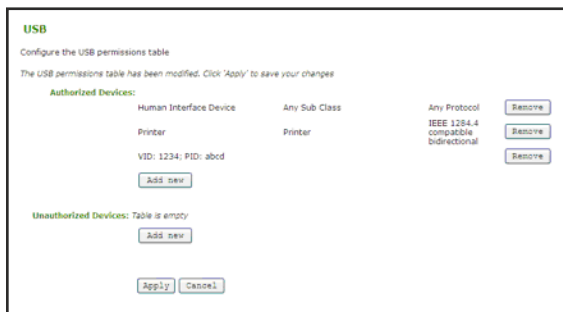 USB
Configure the USB permissions table
The USB permissions table has been modified. Click 'Apply' to save your changes
Authorized Devices:
Human Interface Device Any Sub Class Any Protocol Remove
Printer Printer IEEE 1284.4 compatible bidirectional Remove
VID: 1234; PID: abcd Remove
Add new
Unauthorized Devices: Table is empty
Add new
Apply Cancel